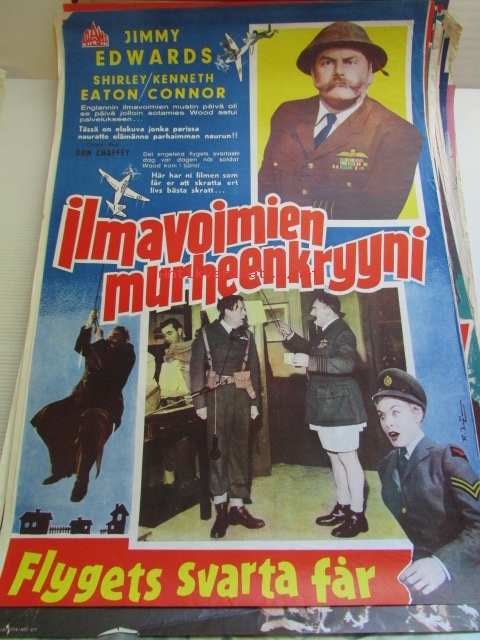 JIMMY
EDWARDS
SHIRLEY/KENNETH
EATON/CONNOR
Englannin ilmavoimien mustin päivä oli
se päivä jolloin sotamies Wood astui
palvelukseen...
Tässä on elokuva jonka parissa
nauratte elämänne parhaimman naurun!!
DON CHAFFEY
Det engelska flygets svartaste
dag var dagen när soldat
Wood kom i tjänst
Här har ni filmen som
får er att skratta ert
livs bästa skratt...
ilmavoimien
murheenkryyni
Flygets svarta får